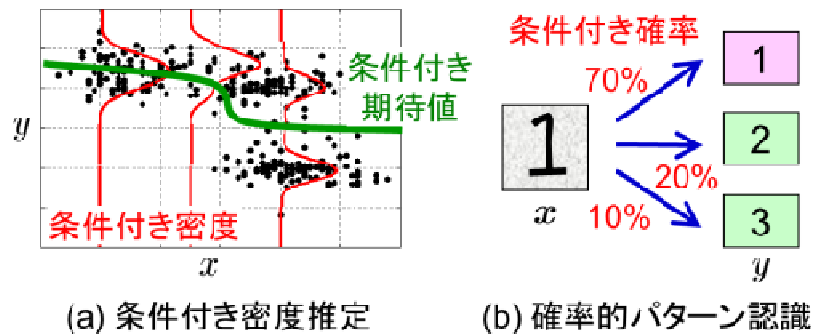 条件付き
期待値
y
条件付き密度
x
(a) 条件付き密度推定
条件付き確率
70%
20%
10%
1
x
1
2
3
y
(b) 確率的パターン認識